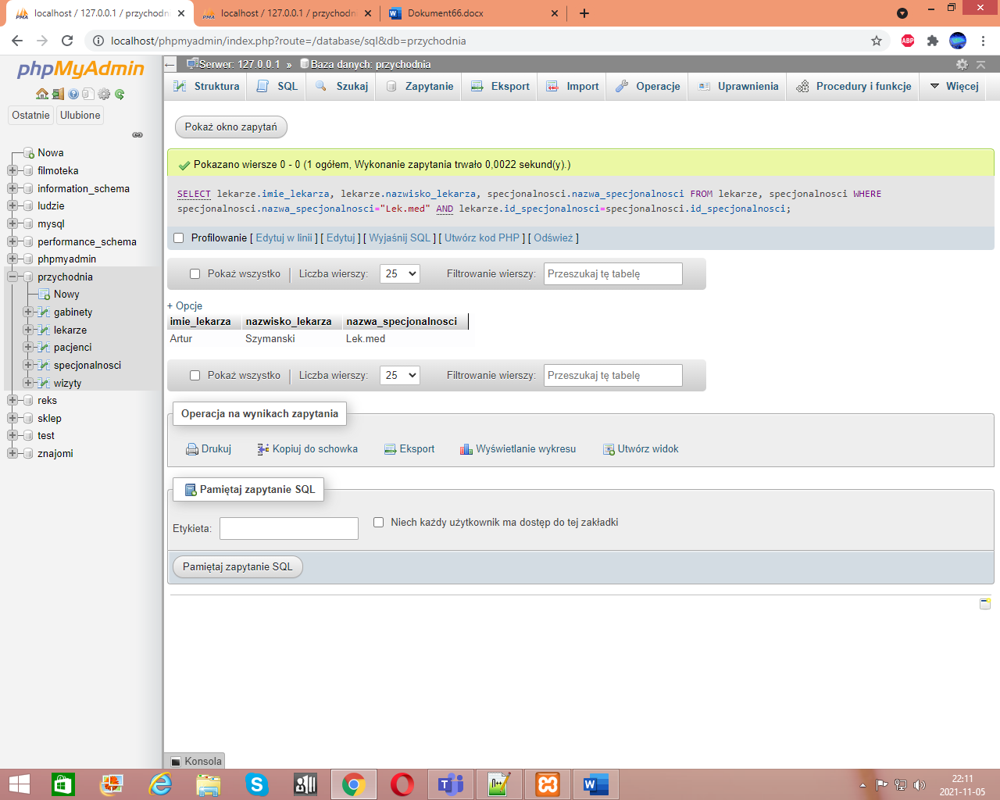 localhost / 127.0.0.1 / przychodni
localhost / 127.0.0.1 / przychodni
Dokument66.docx
localhost/phpmyadmin/index.php?route=/database/sql&db=przychodnia
ABP
phpMyAdmin
Ostatnie
Ulubione
Nowa
filmoteka
information_schema
ludzie
mysql
performance_schema
phpmyadmin
przychodnia
Nowy
gabinety
lekarze
pacjenci
specjonalnosci
wizyty
reks
sklep
test
znajomi
Serwer: 127.0.0.1 » Baza danych: przychodnia
Struktura
SQL
Szukaj
Zapytanie
Eksport
Import
Operacje
Uprawnienia
Procedury i funkcje
Więcej
Pokaż okno zapytań
Pokazano wiersze 0 - 0 (1 ogółem, Wykonanie zapytania trwało 0,0022 sekund(y).)
SELECT lekarze.imie_lekarza, lekarze.nazwisko_lekarza, specjonalnosci.nazwa_specjonalnosci FROM lekarze, specjonalnosci WHERE
specjonalnosci.nazwa_specjonalnosci="Lek.med" AND lekarze.id_specjonalnosci=specjonalnosci.id_specjonalnosci;
Profilowanie [ Edytuj w linii ] [ Edytuj ] [ Wyjaśnij SQL ] [ Utwórz kod PHP ] [ Odśwież ]
Pokaż wszystko
Liczba wierszy:
25
Filtrowanie wierszy:
Przeszukaj tę tabelę
+ Opcje
imie_lekarza nazwisko_lekarza nazwa_specjonalnosci
Artur Szymanski Lek.med
Pokaż wszystko
Liczba wierszy:
25
Filtrowanie wierszy:
Przeszukaj tę tabelę
Operacja na wynikach zapytania
Drukuj
Kopiuj do schowka
Eksport
Wyświetlanie wykresu
Utwórz widok
Pamiętaj zapytanie SQL
Etykieta:
Niech każdy użytkownik ma dostęp do tej zakładki
Pamiętaj zapytanie SQL
Konsola
22:11
2021-11-05